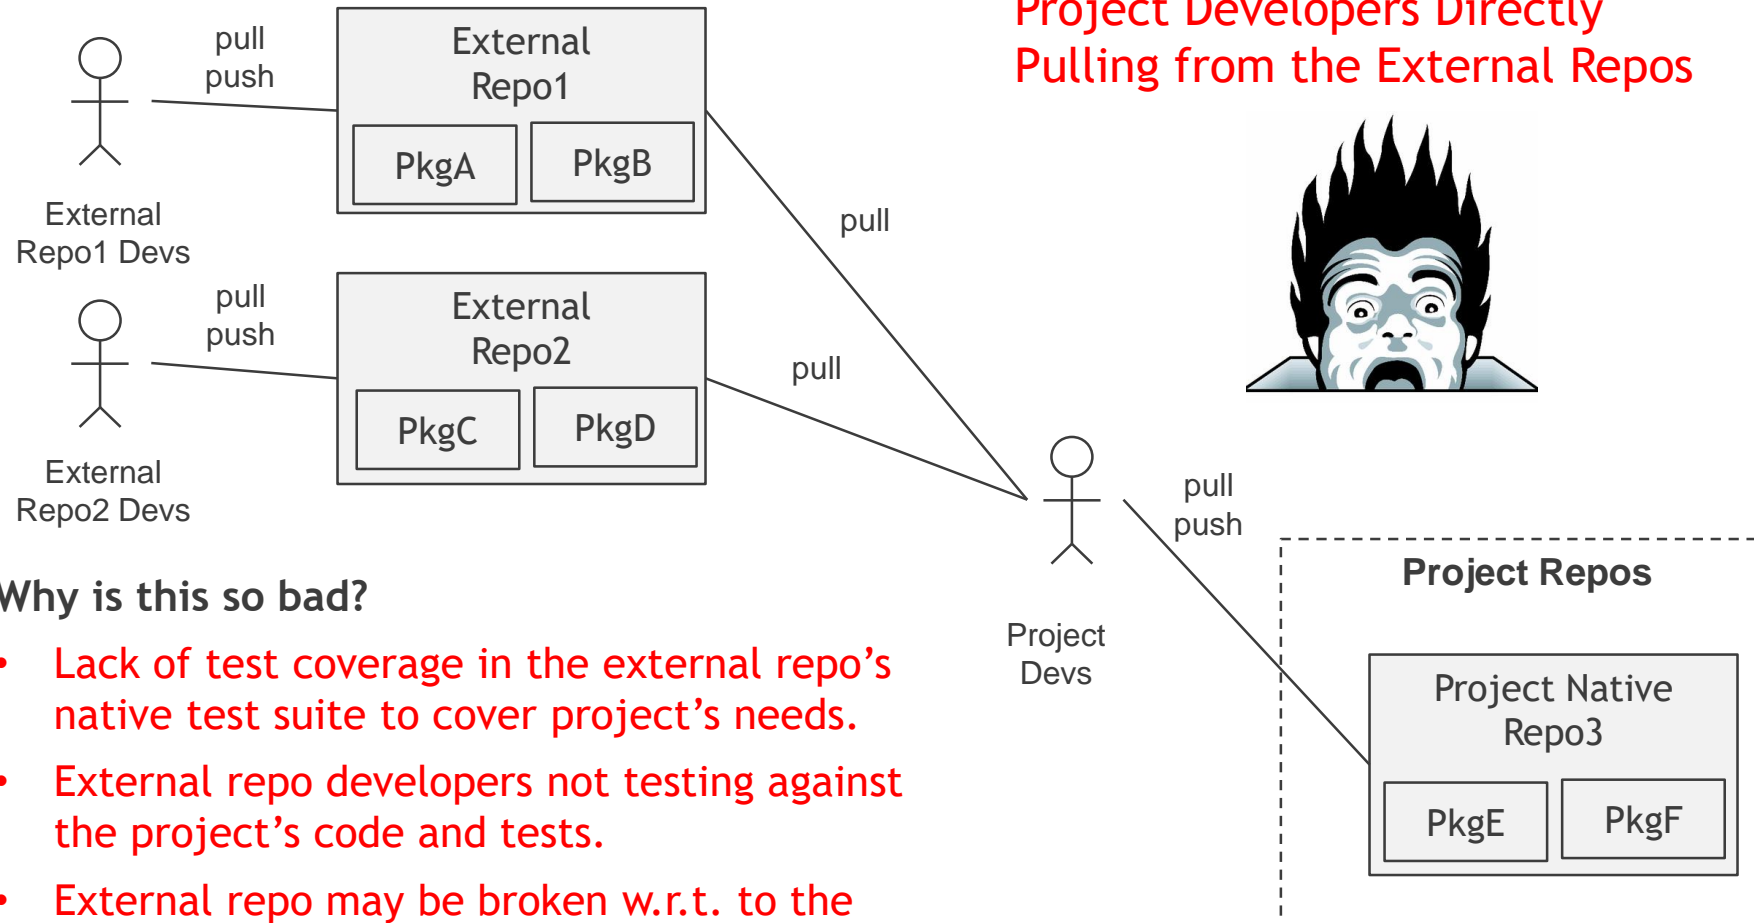 Project Developers Directly
Pulling from the External Repos
pull
push
External
Repo1
PkgA
PkgB
External
Repo1 Devs
pull
pull
push
External
Repo2
PkgC
PkgD
External
Repo2 Devs
pull
pull
push
Project
Devs
Project Repos
Project Native
Repo3
PkgE
PkgF
Why is this so bad?
• Lack of test coverage in the external repo’s
native test suite to cover project’s needs.
• External repo developers not testing against
the project’s code and tests.
• External repo may be broken w.r.t. to the